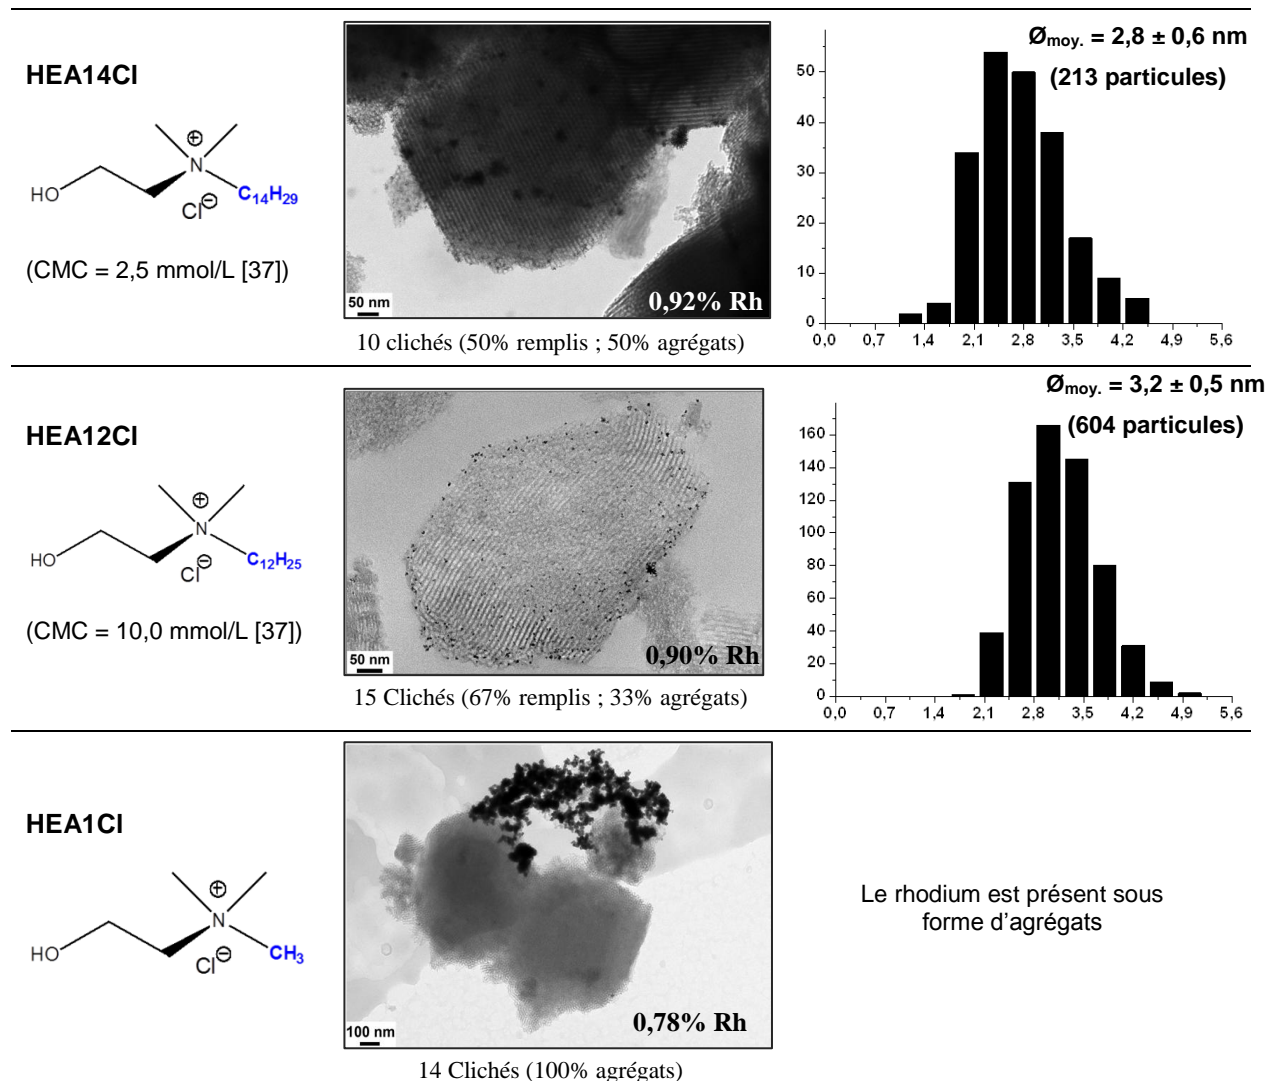 HEA14Cl
HO
N
⊕
Cl⊖
C14H29
(CMC = 2,5 mmol/L [37])
50 nm
0,92% Rh
10 clichés (50% remplis ; 50% agrégats)
Ømoy. = 2,8 ± 0,6 nm
(213 particules)
50
40
30
20
10
0
0,0 0,7 1,4 2,1 2,8 3,5 4,2 4,9 5,6
HEA12Cl
HO
N
⊕
Cl⊖
C12H25
(CMC = 10,0 mmol/L [37])
50 nm
0,90% Rh
15 Clichés (67% remplis ; 33% agrégats)
Ømoy. = 3,2 ± 0,5 nm
(604 particules)
160
140
120
100
80
60
40
20
0
0,0 0,7 1,4 2,1 2,8 3,5 4,2 4,9 5,6
HEA1Cl
HO
N
⊕
Cl⊖
CH3
100 nm
0,78% Rh
14 Clichés (100% agrégats)
Le rhodium est présent sous
forme d'agrégats